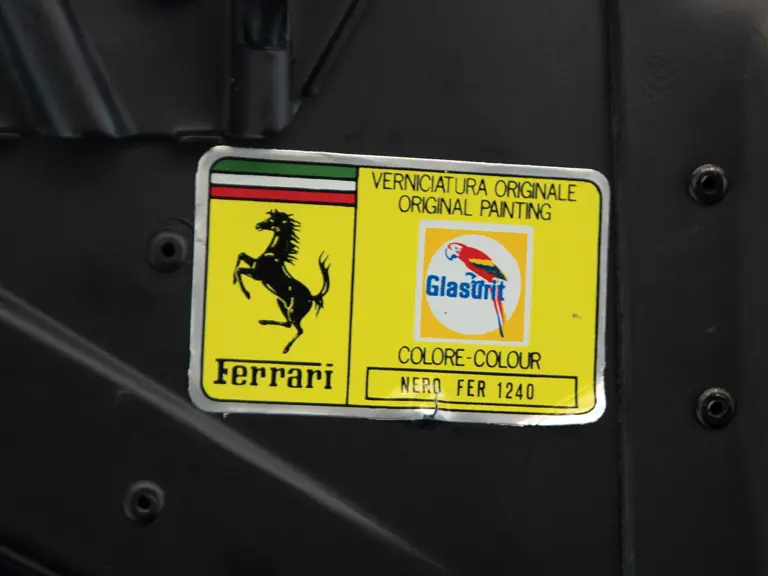 VERNICIATURA ORIGINALE
ORIGINAL PAINTING
Glasurit
COLORE-COLOUR
NERO FER 1240
Ferrari